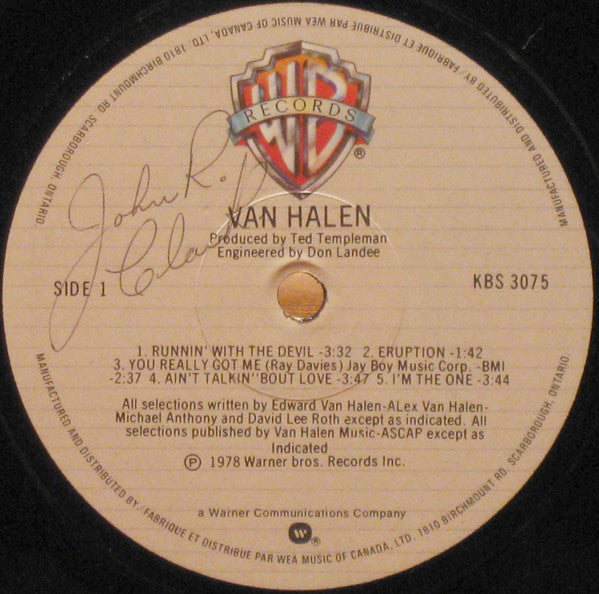 MANUFACTURED AND DISTRIBUTED BY/FABRIQUE ET DISTRIBUE PAR WEA MUSIC OF CANADA, LTD. 1810 BIRCHMOUNT RD. SCARBOROUGH, ONTARIO.
WB
RECORDS
®
John R.
VAN HALEN
Produced by Ted Templeman
Engineered by Don Landee
SIDE 1
KBS 3075
1. RUNNIN' WITH THE DEVIL -3:32 2. ERUPTION -1:42
3. YOU REALLY GOT ME (Ray Davies) Jay Boy Music Corp. -BMI
-2:37 4. AIN'T TALKIN'' BOUT LOVE -3:47 5. I'M THE ONE -3:44
All selections written by Edward Van Halen-ALex Van Halen-
Michael Anthony and David Lee Roth except as indicated. All
selections published by Van Halen Music-ASCAP except as
Indicated
Ⓟ 1978 Warner bros. Records Inc.
a Warner Communications Company
W®
MANUFACTURED AND DISTRIBUTED BY/FABRIQUE ET DISTRIBUE PAR WEA MUSIC OF CANADA, LTD. 7810 BIRCHMOUNT RD. SCARBOROUGH, ONTARIO.